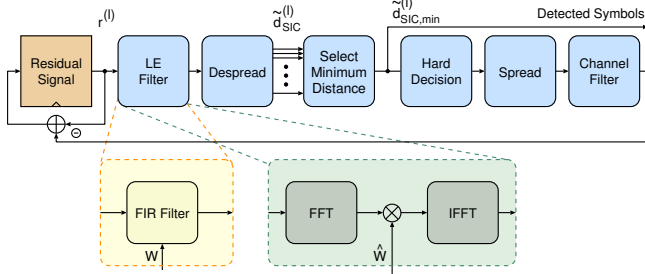 r^(l)
d̃_SIC^(l)
d̃_SIC,min^(l)
Detected Symbols
Residual
Signal
LE
Filter
Despread
Select
Minimum
Distance
Hard
Decision
Spread
Channel
Filter
FIR Filter
W
FFT
IFFT
Ŵ